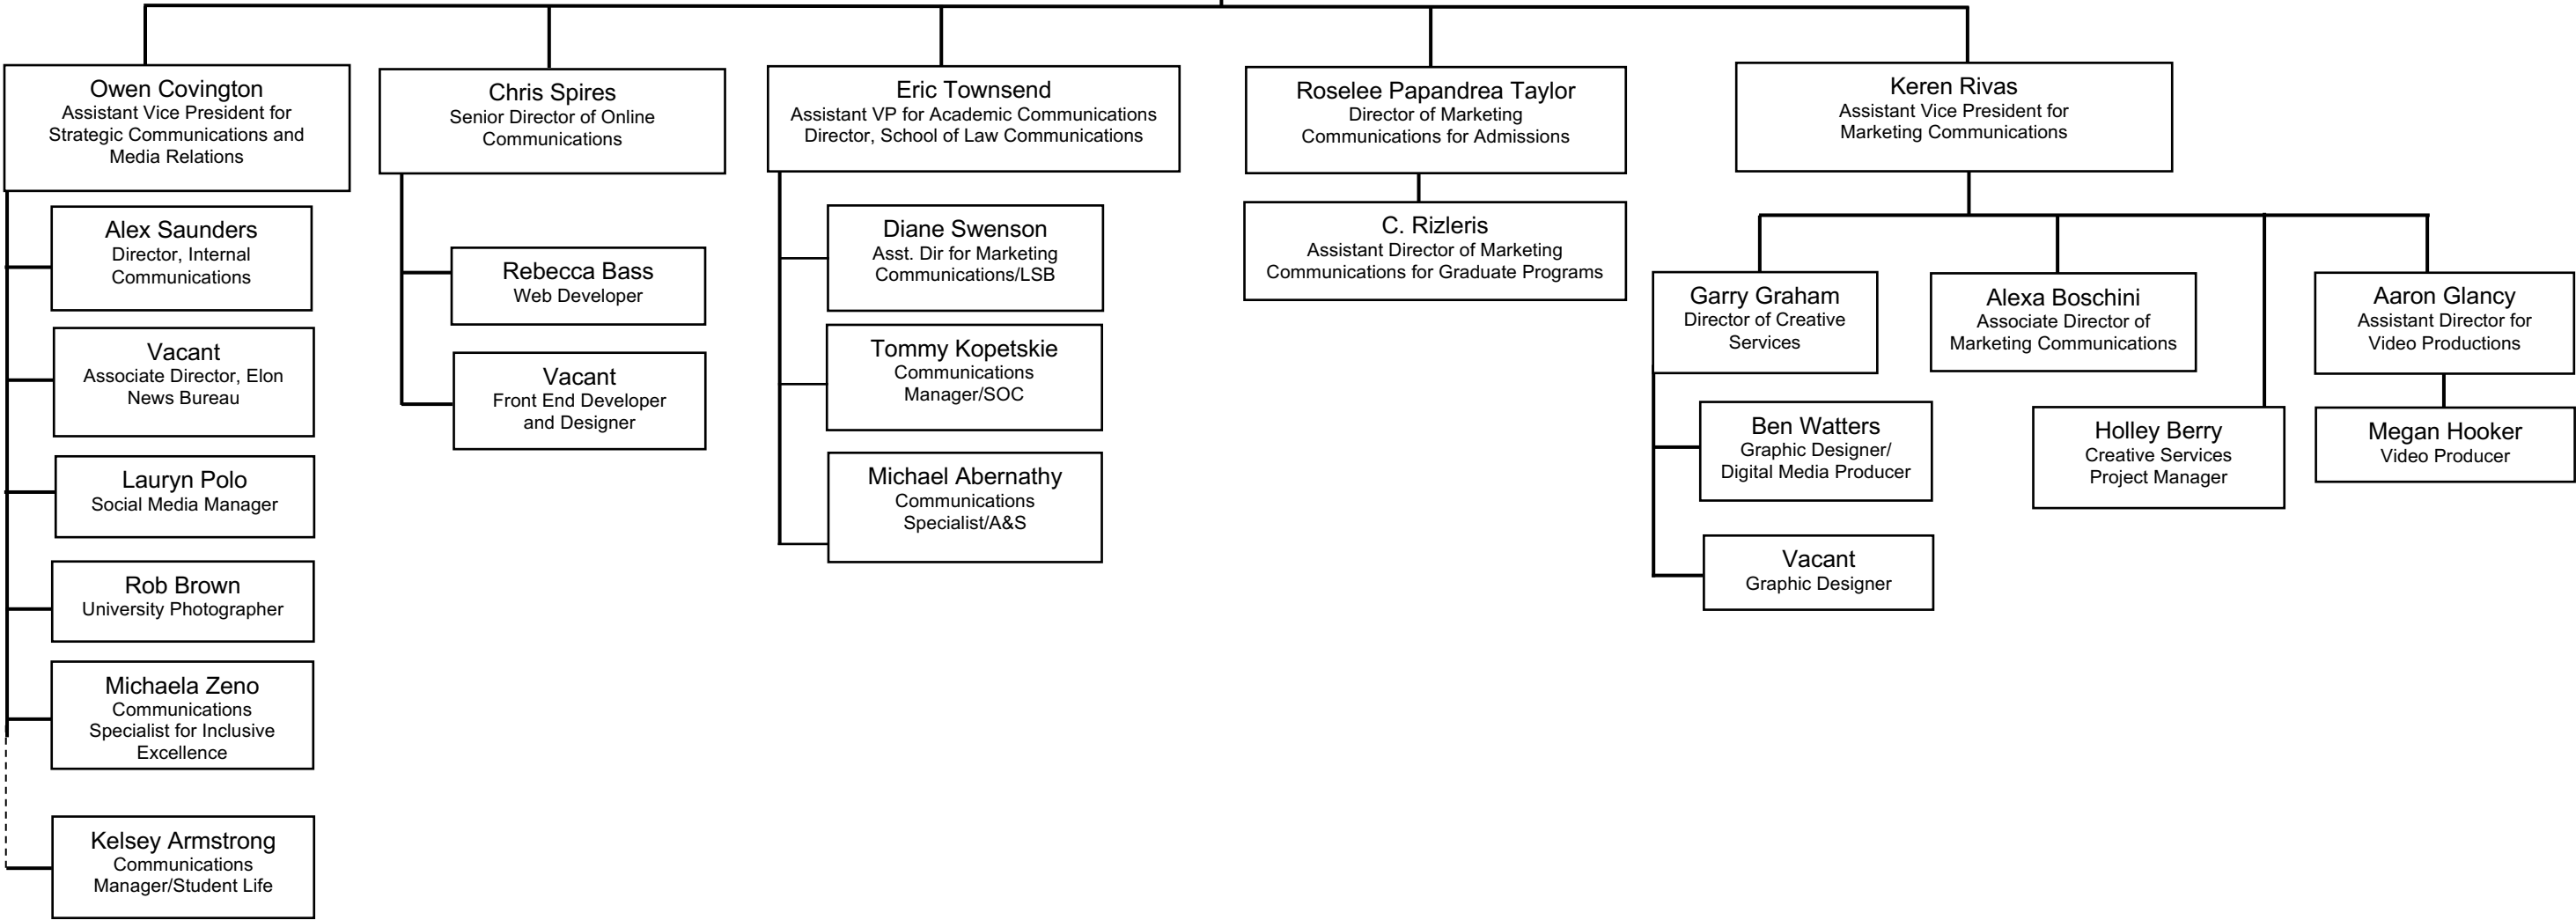 Owen Covington
Assistant Vice President for
Strategic Communications and
Media Relations
Alex Saunders
Director, Internal
Communications
Vacant
Associate Director, Elon
News Bureau
Lauryn Polo
Social Media Manager
Rob Brown
University Photographer
Michaela Zeno
Communications
Specialist for Inclusive
Excellence
Kelsey Armstrong
Communications
Manager/Student Life
Chris Spires
Senior Director of Online
Communications
Rebecca Bass
Web Developer
Vacant
Front End Developer
and Designer
Eric Townsend
Assistant VP for Academic Communications
Director, School of Law Communications
Diane Swenson
Asst. Dir for Marketing
Communications/LSB
Tommy Kopetskie
Communications
Manager/SOC
Michael Abernathy
Communications
Specialist/A&S
Roselee Papandrea Taylor
Director of Marketing
Communications for Admissions
C. Rizleris
Assistant Director of Marketing
Communications for Graduate Programs
Keren Rivas
Assistant Vice President for
Marketing Communications
Garry Graham
Director of Creative
Services
Ben Watters
Graphic Designer/
Digital Media Producer
Vacant
Graphic Designer
Alexa Boschini
Associate Director of
Marketing Communications
Holley Berry
Creative Services
Project Manager
Aaron Glancy
Assistant Director for
Video Productions
Megan Hooker
Video Producer